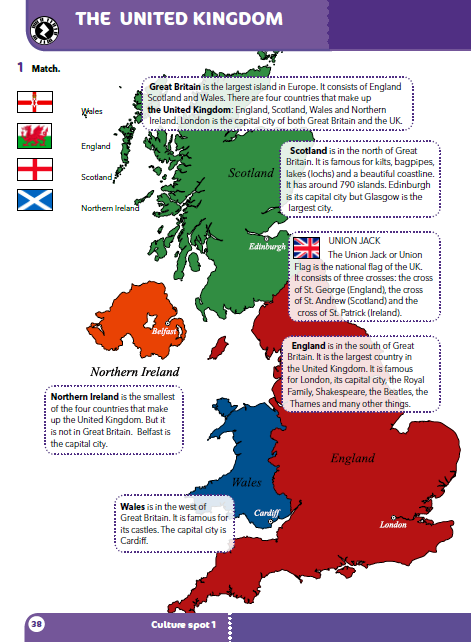 THE UNITED KINGDOM
1 Match.
Wales
England
Scotland
Northern Ireland
Great Britain is the largest island in Europe. It consists of England
Scotland and Wales. There are four countries that make up
the United Kingdom: England, Scotland, Wales and Northern
Ireland. London is the capital city of both Great Britain and the UK.
Scotland is in the north of Great
Britain. It is famous for kilts, bagpipes,
lakes (lochs) and a beautiful coastline.
It has around 790 islands. Edinburgh
is its capital city but Glasgow is the
largest city.
Scotland
Edinburgh
UNION JACK
The Union Jack or Union
Flag is the national flag of the UK.
It consists of three crosses: the cross
of St. George (England), the cross
of St. Andrew (Scotland) and the
cross of St. Patrick (Ireland).
Belfast
Northern Ireland
England is in the south of Great
Britain. It is the largest country in
the United Kingdom. It is famous
for London, its capital city, the Royal
Family, Shakespeare, the Beatles, the
Thames and many other things.
Northern Ireland is the smallest
of the four countries that make
up the United Kingdom. But it
is not in Great Britain. Belfast is
the capital city.
England
Wales
Cardiff
London
Wales is in the west of
Great Britain. It is famous for
its castles. The capital city is
Cardiff.
38
Culture spot 1